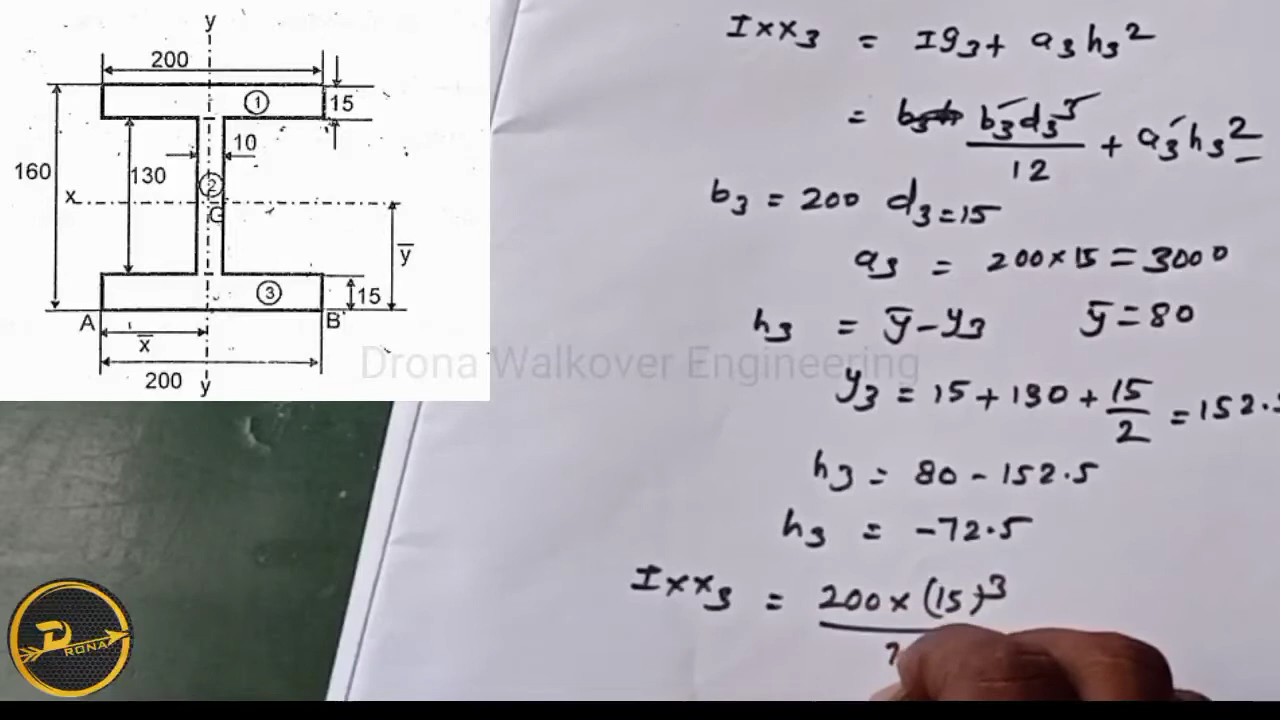 y
200
1
15
10
160
130
2
x
G
y̅
3
15
A
B
x̅
200
y
Ixx₃ = Ig₃ + a₃h₃²
= b₃d₃³/12 + a₃h₃²
b₃ = 200 d₃ = 15
a₃ = 200 × 15 = 3000
h₃ = y̅ - y₃ y̅ = 80
Drona Walkover Engineering
y₃ = 15 + 130 + 15/2 = 152.5
h₃ = 80 - 152.5
h₃ = -72.5
Ixx₃ = 200 × (15)³
DRONA